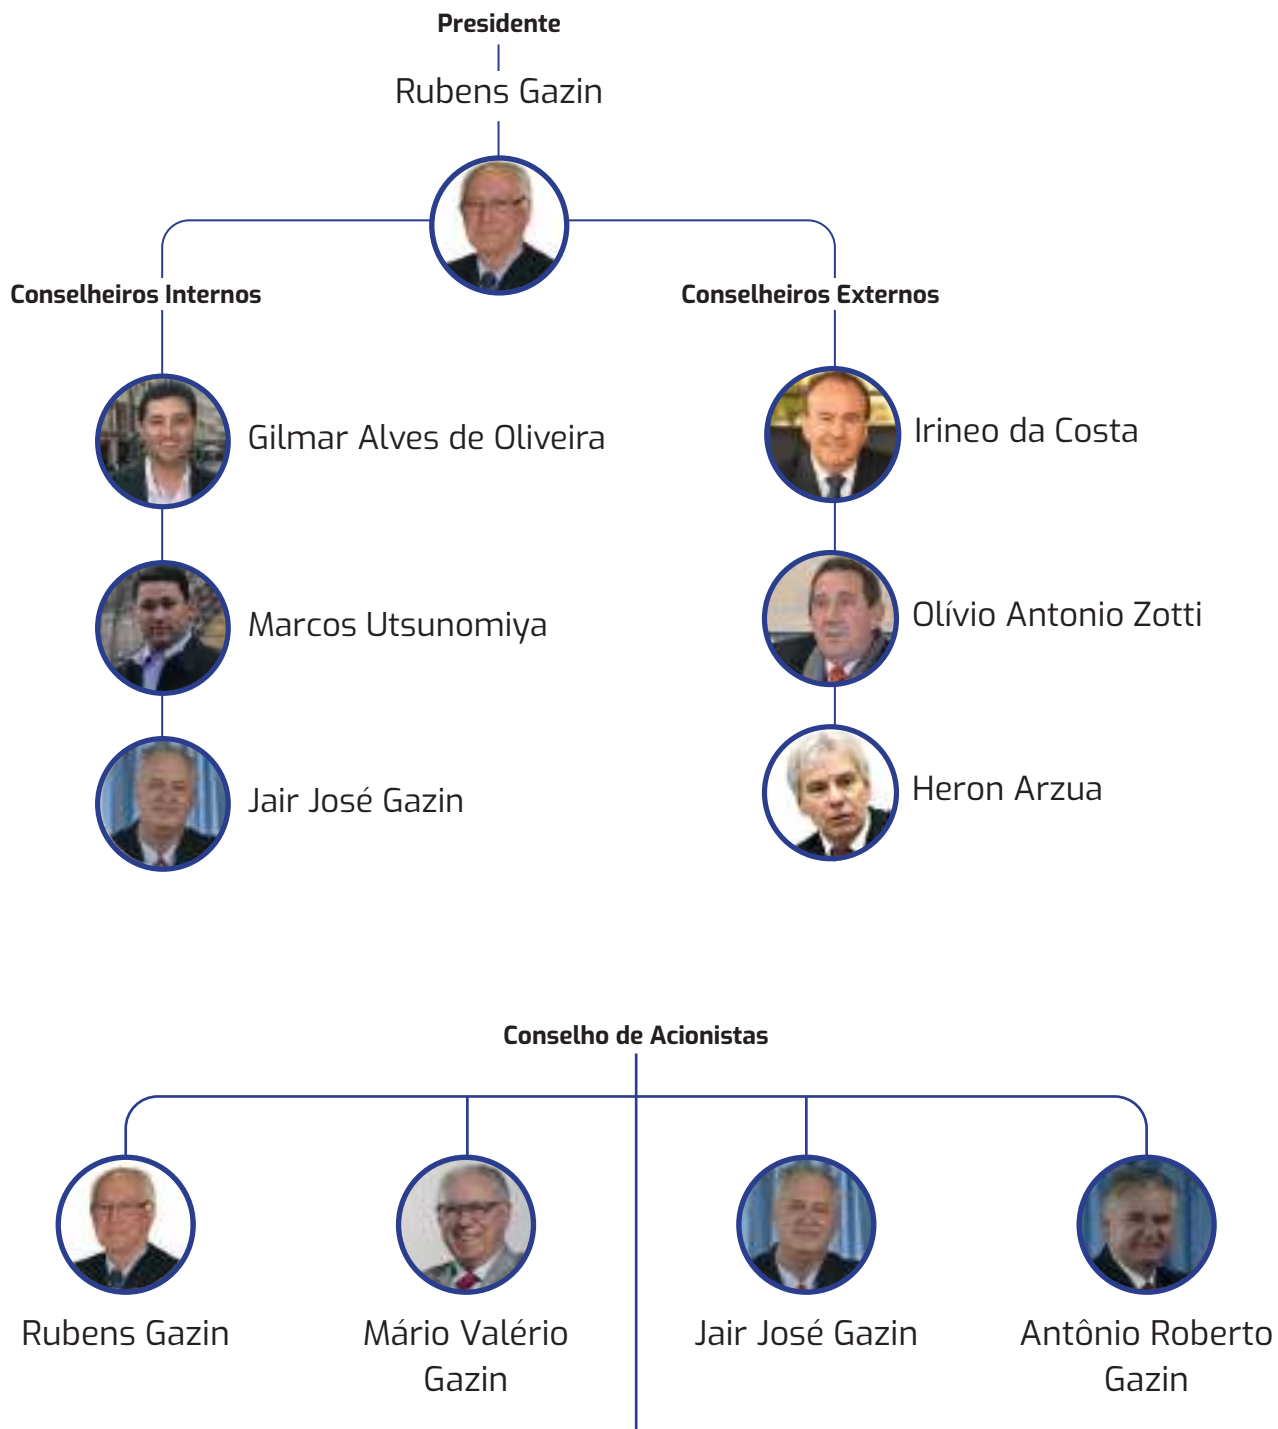 Presidente
Rubens Gazin
Conselheiros Internos
Conselheiros Externos
Gilmar Alves de Oliveira
Irineo da Costa
Marcos Utsunomiya
Olívio Antonio Zotti
Jair José Gazin
Heron Arzua
Conselho de Acionistas
Rubens Gazin
Mário Valério
Gazin
Jair José Gazin
Antônio Roberto
Gazin